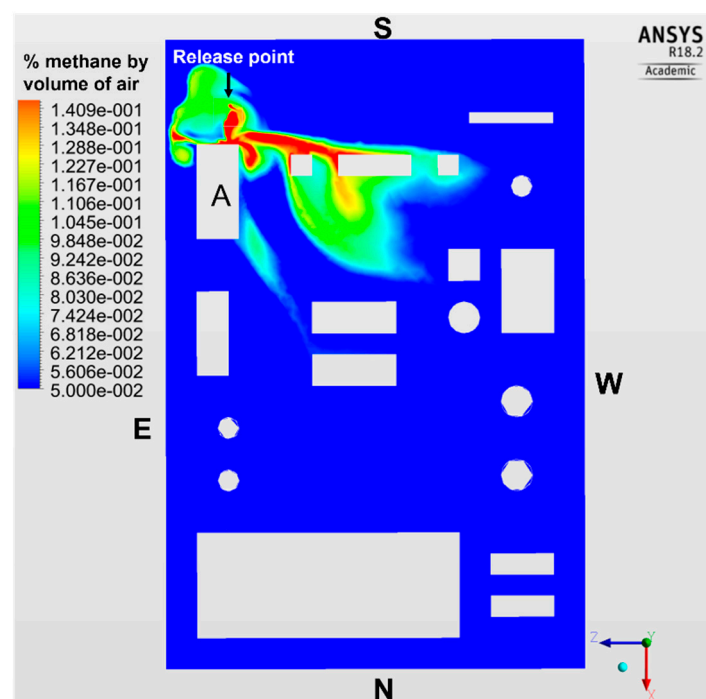 S
ANSYS
R18.2
Academic
% methane by
volume of air
Release point
1.409e-001
1.348e-001
1.288e-001
1.227e-001
1.167e-001
1.106e-001
1.045e-001
9.848e-002
9.242e-002
8.636e-002
8.030e-002
7.424e-002
6.818e-002
6.212e-002
5.606e-002
5.000e-002
A
W
E
Z
Y
X
N